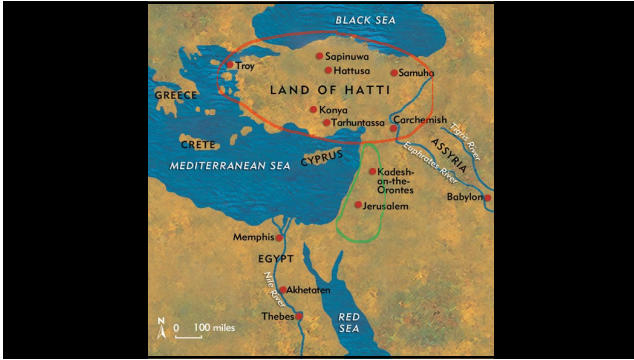 BLACK SEA
Sapinuwa
Troy
Hattusa
Samuha
LAND OF HATTI
GREECE
Konya
Tarhuntassa
Carchemish
Tigris River
CRETE
CYPRUS
ASSYRIA
Euphrates River
MEDITERRANEAN SEA
Kadesh-
on-the-
Orontes
Babylon
Jerusalem
Memphis
EGYPT
Nile River
Akhetaten
Thebes
RED
SEA
N
0 100 miles